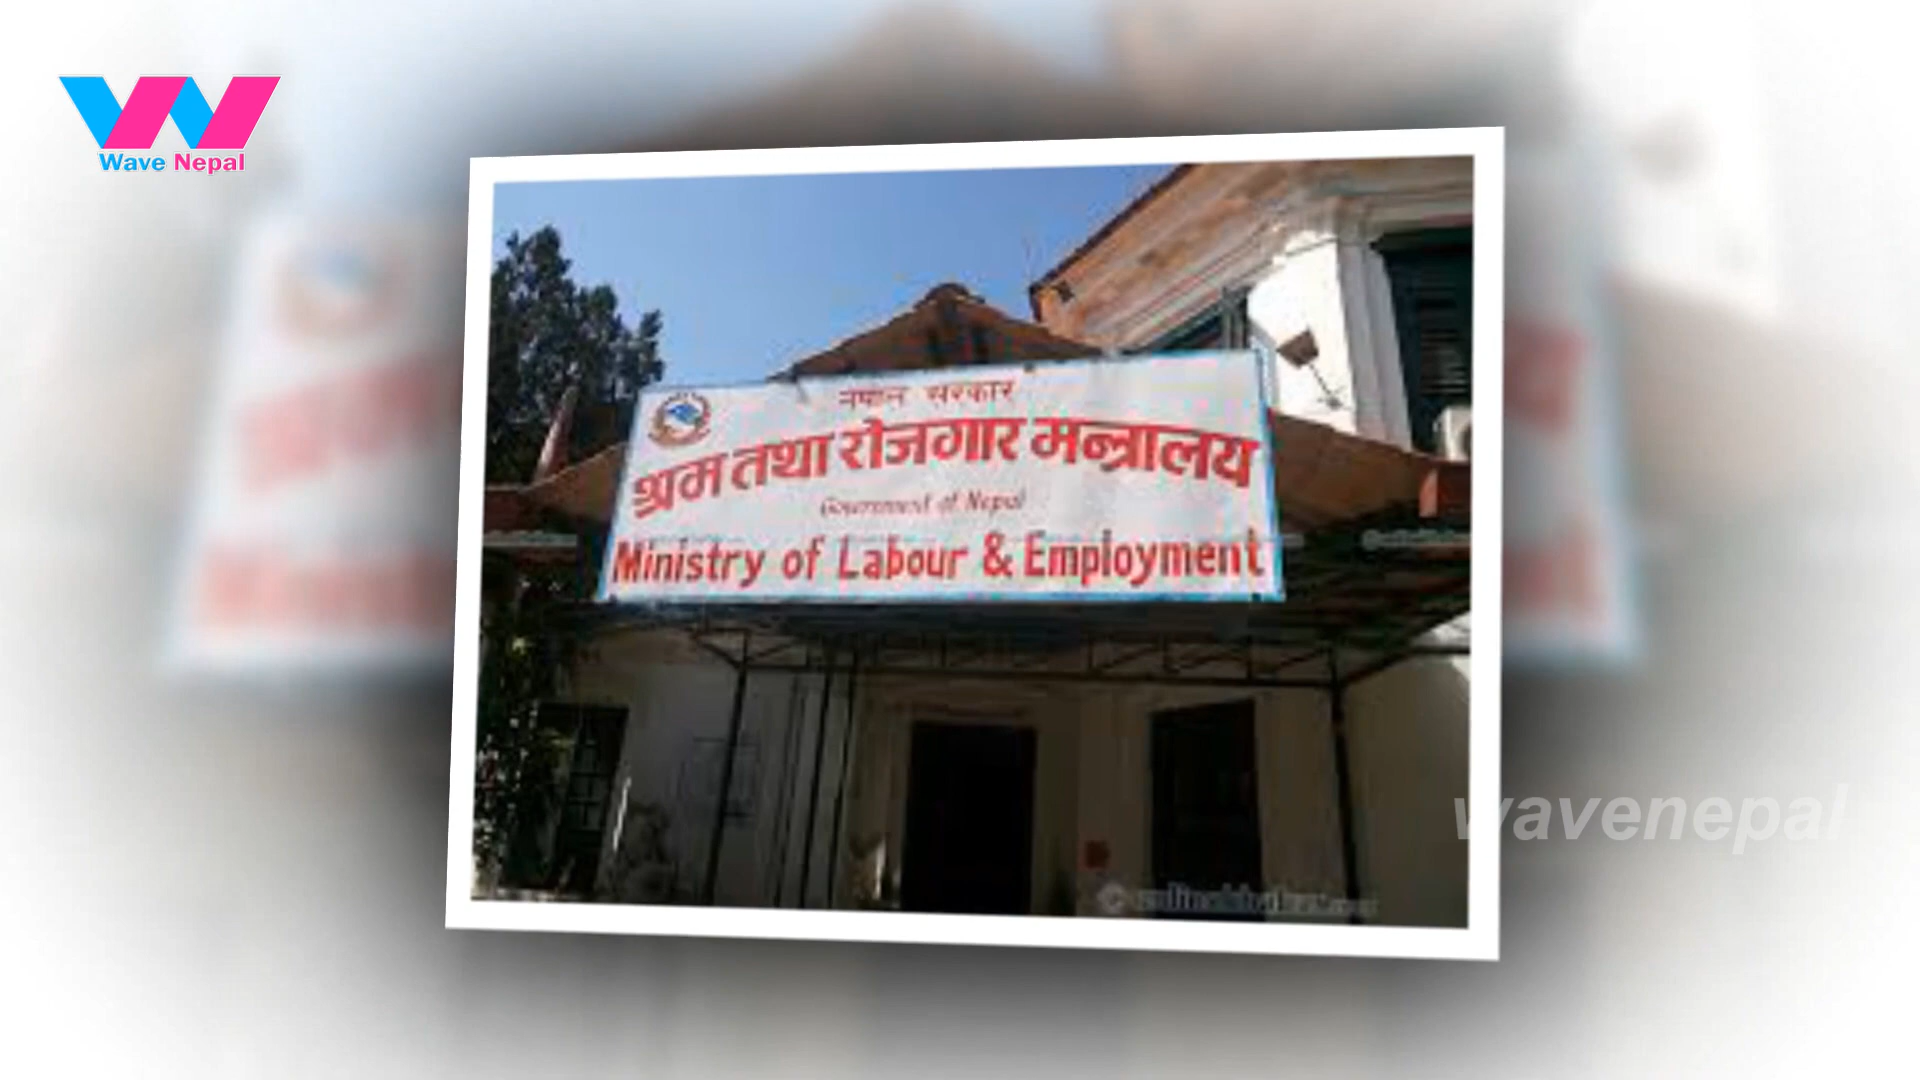 Wave Nepal
नेपाल सरकार
श्रम तथा रोजगार मन्त्रालय
Government of Nepal
Ministry of Labour & Employment
wavenepal